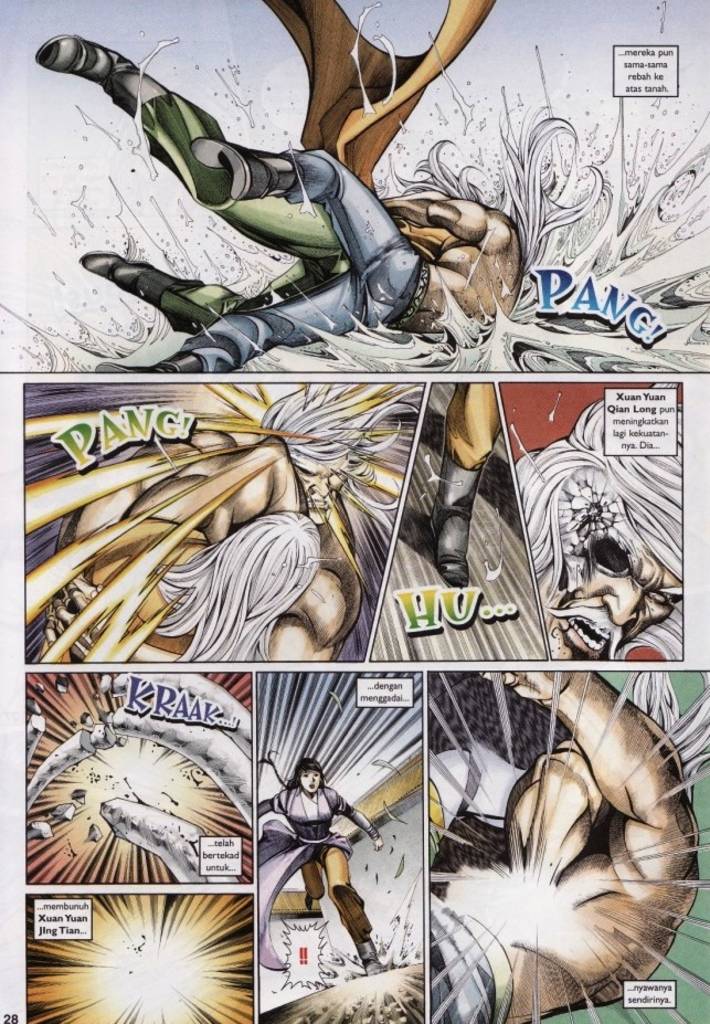 ...mereka pun
sama-sama
rebah ke
atas tanah.
PANG!
PANG!
HU...
Xuan Yuan
Qian Long pun
meningkatkan
lagi kekuatan-
nya. Dia...
KRAAK...!
...telah
bertekad
untuk...
...membunuh
Xuan Yuan
JIng Tian...
...dengan
menggadai...
!!
...nyawanya
sendirinya.
28